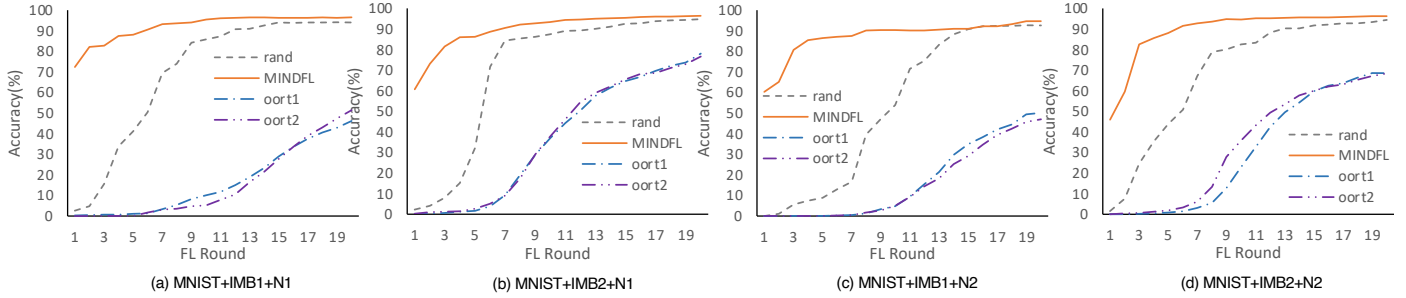 Accuracy(%)
100
90
80
70
60
50
40
30
20
10
0
rand
MINDFL
oort1
oort2
1 3 5 7 9 11 13 15 17 19
FL Round
(a) MNIST+IMB1+N1
Accuracy(%)
100
90
80
70
60
50
40
30
20
10
0
rand
MINDFL
oort1
oort2
1 3 5 7 9 11 13 15 17 19
FL Round
(b) MNIST+IMB2+N1
Accuracy(%)
100
90
80
70
60
50
40
30
20
10
0
rand
MINDFL
oort1
oort2
1 3 5 7 9 11 13 15 17 19
FL Round
(c) MNIST+IMB1+N2
Accuracy(%)
100
90
80
70
60
50
40
30
20
10
0
rand
MINDFL
oort1
oort2
1 3 5 7 9 11 13 15 17 19
FL Round
(d) MNIST+IMB2+N2